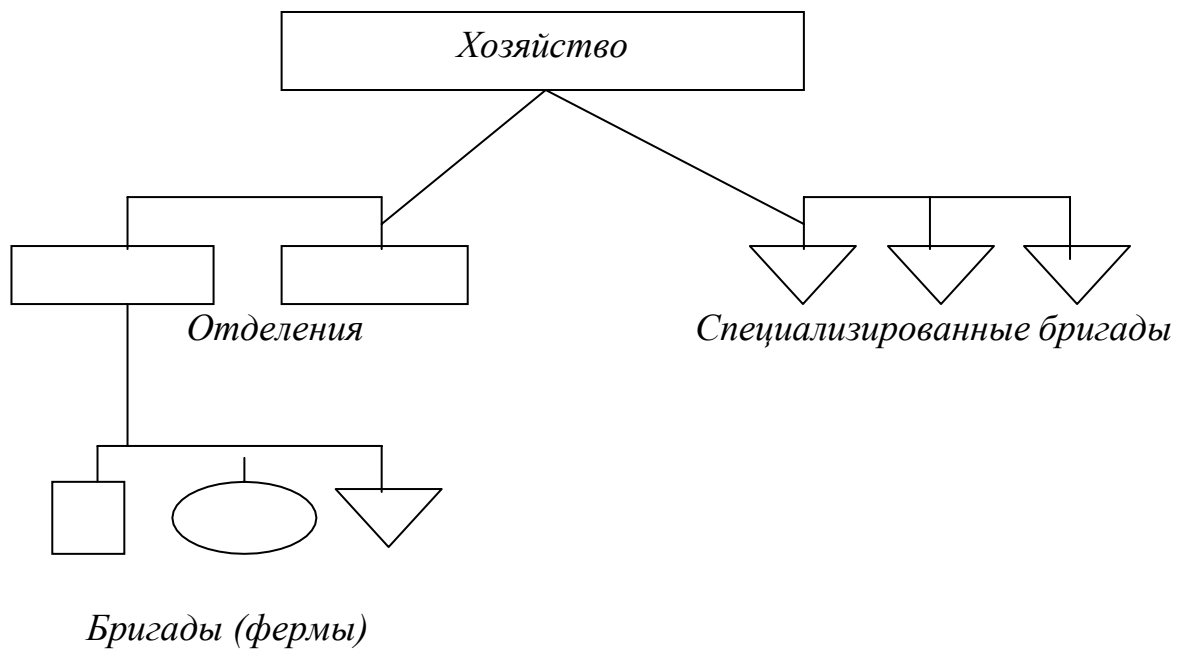 Хозяйство
Отделения
Специализированные бригады
Бригады (фермы)